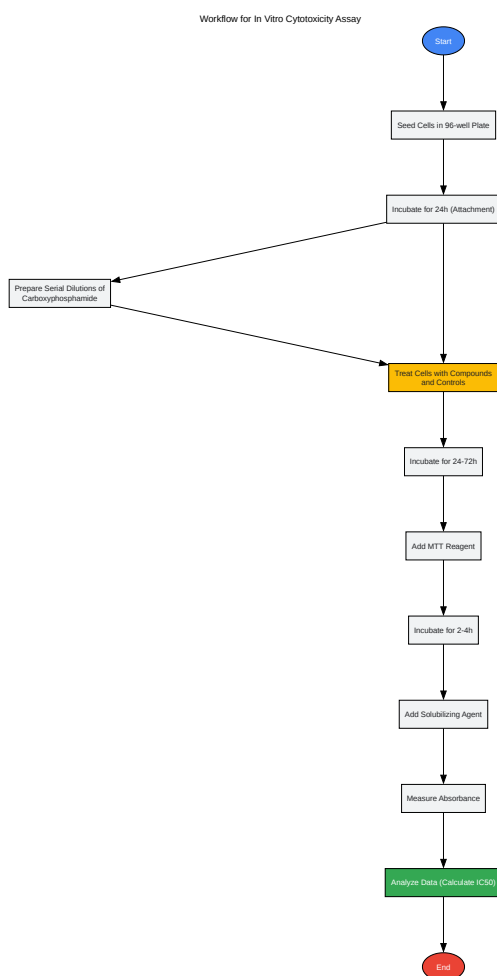 Workflow for In Vitro Cytotoxicity Assay
Start
Seed Cells in 96-well Plate
Incubate for 24h (Attachment)
Prepare Serial Dilutions of
Carboxyphosphamide
Treat Cells with Compounds
and Controls
Incubate for 24-72h
Add MTT Reagent
Incubate for 2-4h
Add Solubilizing Agent
Measure Absorbance
Analyze Data (Calculate IC50)
End